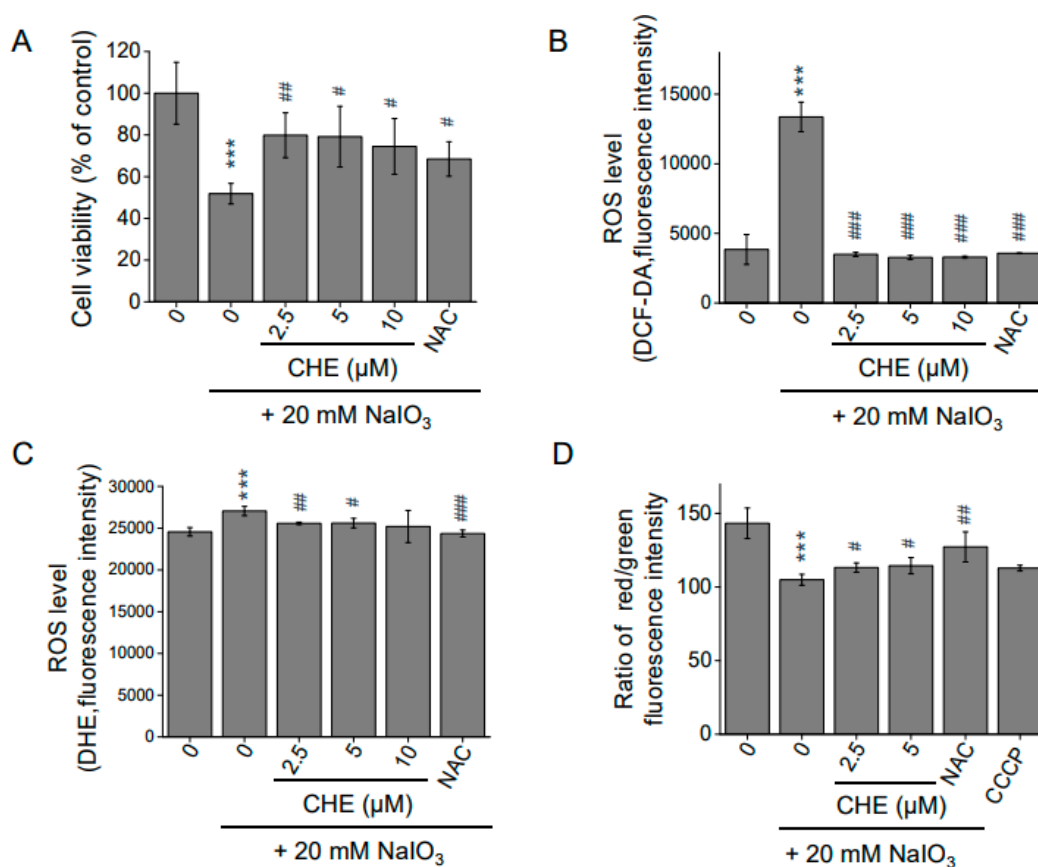 A
Cell viability (% of control)
120
100
80
60
40
20
0
***
##
#
#
#
0
0
2.5
5
10
NAC
CHE (µM)
+ 20 mM NaIO₃
B
ROS level
(DCF-DA,fluorescence intensity)
15000
10000
5000
0
***
###
###
###
###
0
0
2.5
5
10
NAC
CHE (µM)
+ 20 mM NaIO₃
C
ROS level
(DHE,fluorescence intensity)
30000
25000
20000
15000
10000
5000
0
***
##
#
###
0
0
2.5
5
10
NAC
CHE (µM)
+ 20 mM NaIO₃
D
Ratio of red/green
fluorescence intensity
150
100
50
0
***
#
#
##
0
0
2.5
5
NAC
CCCP
CHE (µM)
+ 20 mM NaIO₃